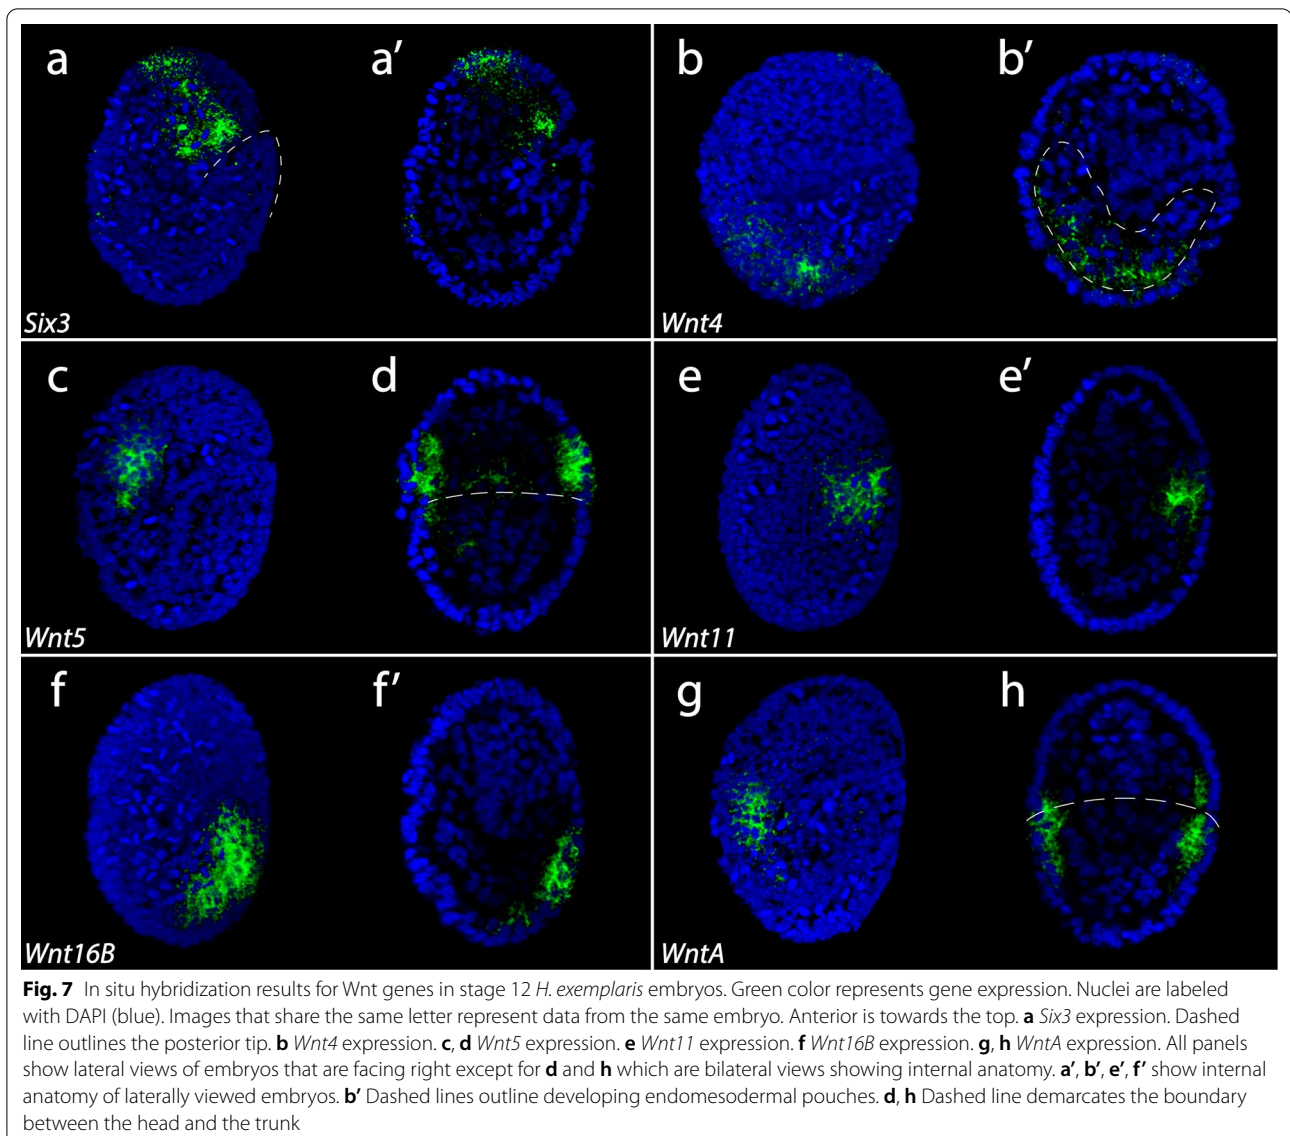 a a′ b b′
Six3 Wnt4
c d e e′
Wnt5 Wnt11
f f′ g h
Wnt16B WntA
Fig. 7 In situ hybridization results for Wnt genes in stage 12 H. exemplaris embryos. Green color represents gene expression. Nuclei are labeled
with DAPI (blue). Images that share the same letter represent data from the same embryo. Anterior is towards the top. a Six3 expression. Dashed
line outlines the posterior tip. b Wnt4 expression. c, d Wnt5 expression. e Wnt11 expression. f Wnt16B expression. g, h WntA expression. All panels
show lateral views of embryos that are facing right except for d and h which are bilateral views showing internal anatomy. a′, b′, e′, f′ show internal
anatomy of laterally viewed embryos. b′ Dashed lines outline developing endomesodermal pouches. d, h Dashed line demarcates the boundary
between the head and the trunk